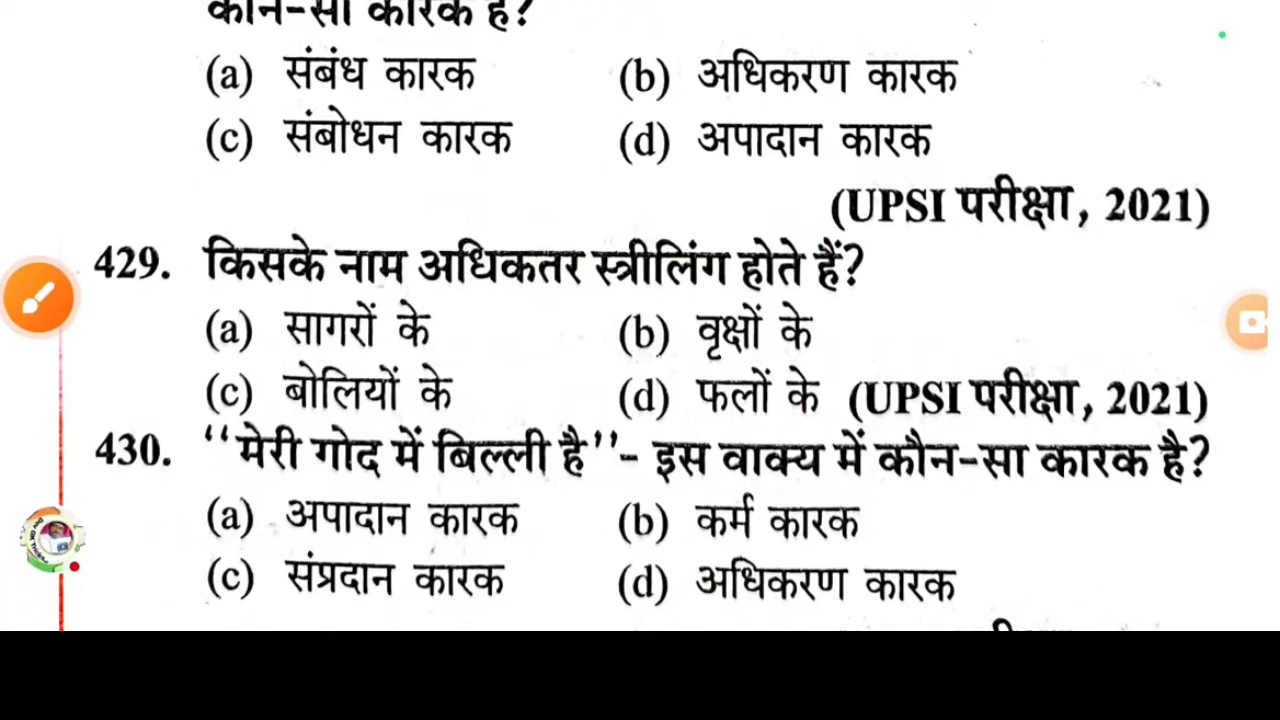 कौन-सा कारक है?
(a) संबंध कारक (b) अधिकरण कारक
(c) संबोधन कारक (d) अपादान कारक
(UPSI परीक्षा, 2021)
429. किसके नाम अधिकतर स्त्रीलिंग होते हैं?
(a) सागरों के (b) वृक्षों के
(c) बोलियों के (d) फलों के (UPSI परीक्षा, 2021)
430. ‘‘मेरी गोद में बिल्ली है’’- इस वाक्य में कौन-सा कारक है?
(a) अपादान कारक (b) कर्म कारक
(c) संप्रदान कारक (d) अधिकरण कारक